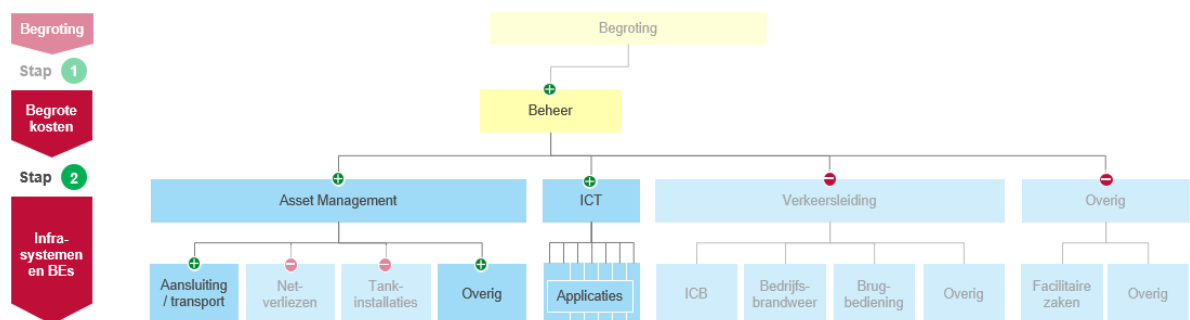 Begroting
Begroting
Stap 1
Begrote
kosten
Beheer
Stap 2
Asset Management
ICT
Verkeersleiding
Overig
Infra-
systemen
en BEs
Aansluiting
/ transport
Net-
verliezen
Tank-
installaties
Overig
Applicaties
ICB
Bedrijfs-
brandweer
Brug-
bediening
Overig
Facilitaire
zaken
Overig